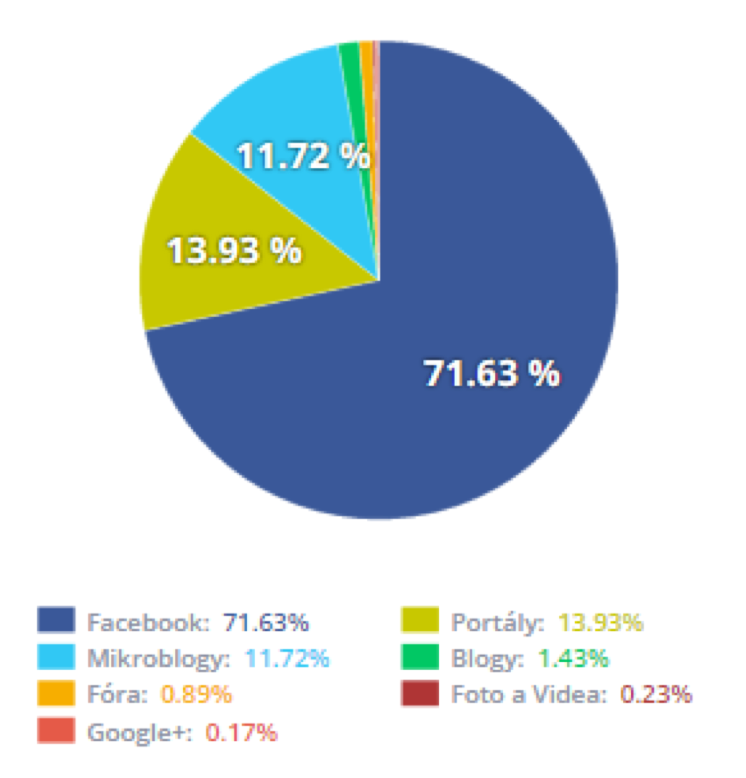 11.72 %
13.93 %
71.63 %
Facebook: 71.63% Portály: 13.93%
Mikroblogy: 11.72% Blogy: 1.43%
Fóra: 0.89% Foto a Videa: 0.23%
Google+: 0.17%